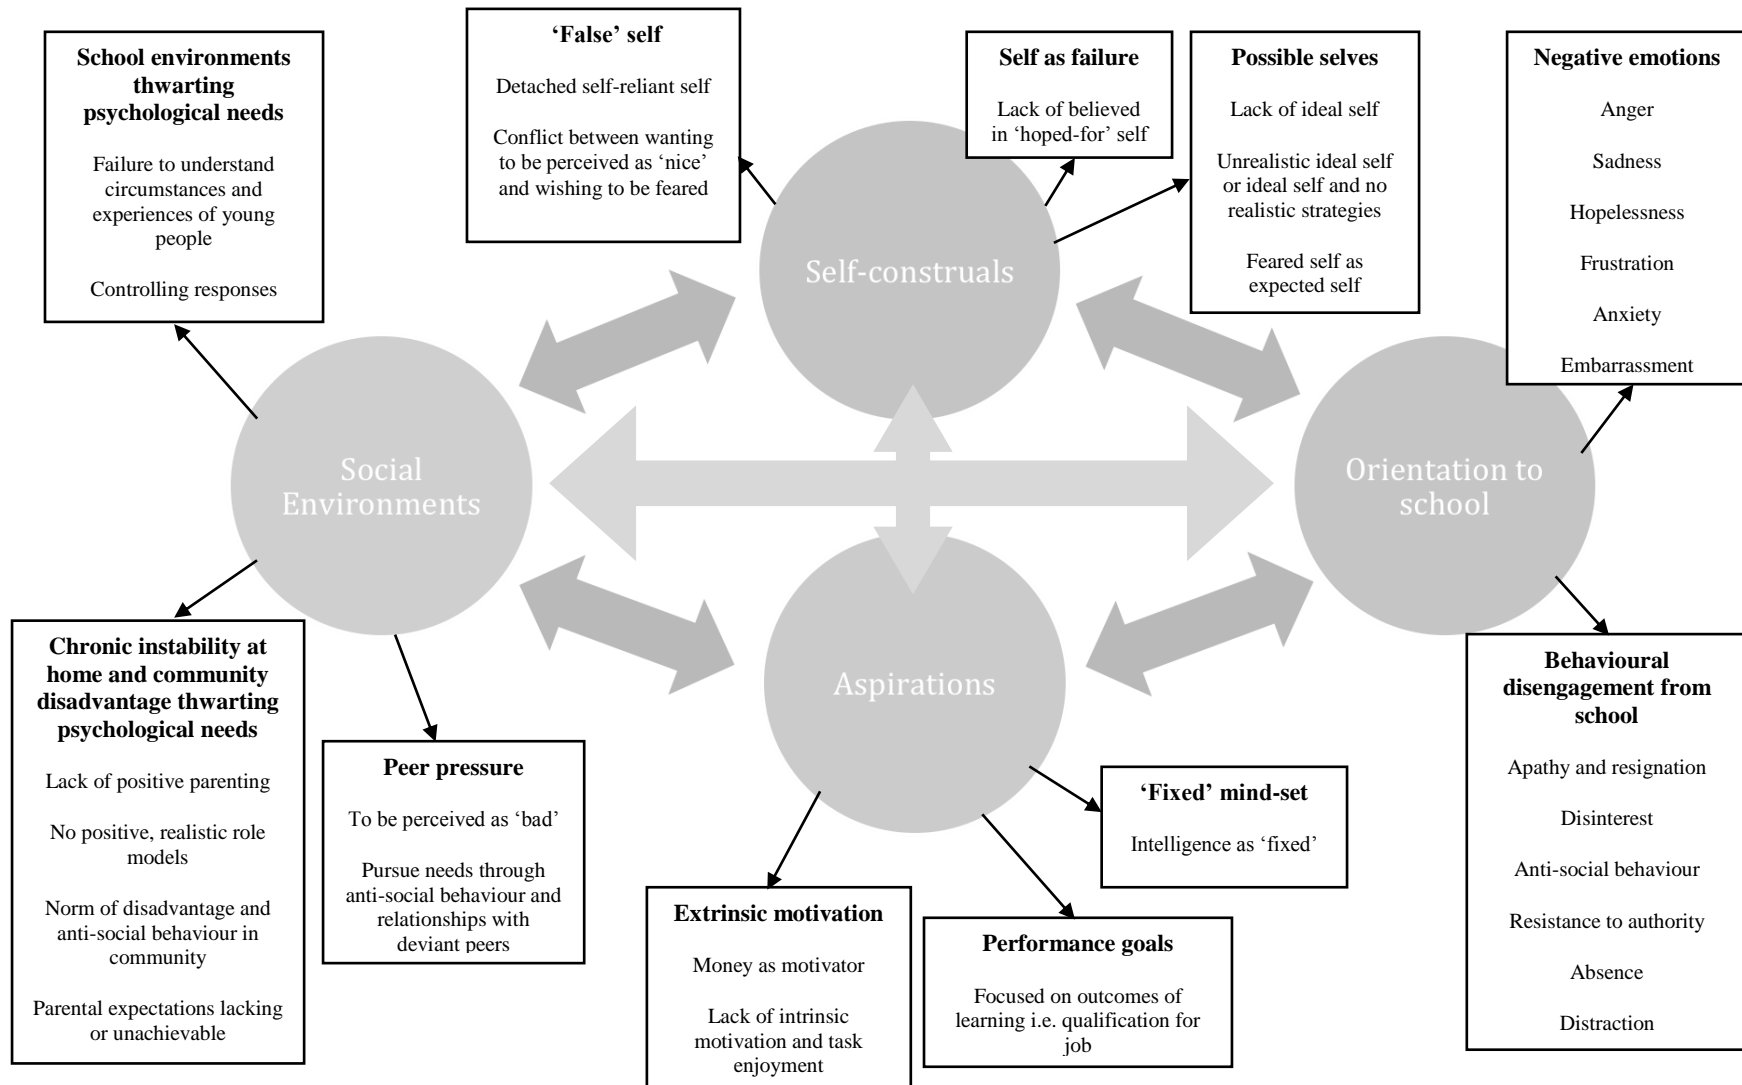 School environments
thwarting
psychological needs
Failure to understand
circumstances and
experiences of young
people
Controlling responses
‘False’ self
Detached self-reliant self
Conflict between wanting
to be perceived as ‘nice’
and wishing to be feared
Self as failure
Lack of believed
in ‘hoped-for’ self
Possible selves
Lack of ideal self
Unrealistic ideal self
or ideal self and no
realistic strategies
Feared self as
expected self
Negative emotions
Anger
Sadness
Hopelessness
Frustration
Anxiety
Embarrassment
Self-construals
Social
Environments
Orientation to
school
Aspirations
Chronic instability at
home and community
disadvantage thwarting
psychological needs
Lack of positive parenting
No positive, realistic role
models
Norm of disadvantage and
anti-social behaviour in
community
Parental expectations lacking
or unachievable
Peer pressure
To be perceived as ‘bad’
Pursue needs through
anti-social behaviour and
relationships with
deviant peers
Extrinsic motivation
Money as motivator
Lack of intrinsic
motivation and task
enjoyment
Performance goals
Focused on outcomes of
learning i.e. qualification for
job
‘Fixed’ mind-set
Intelligence as ‘fixed’
Behavioural
disengagement from
school
Apathy and resignation
Disinterest
Anti-social behaviour
Resistance to authority
Absence
Distraction